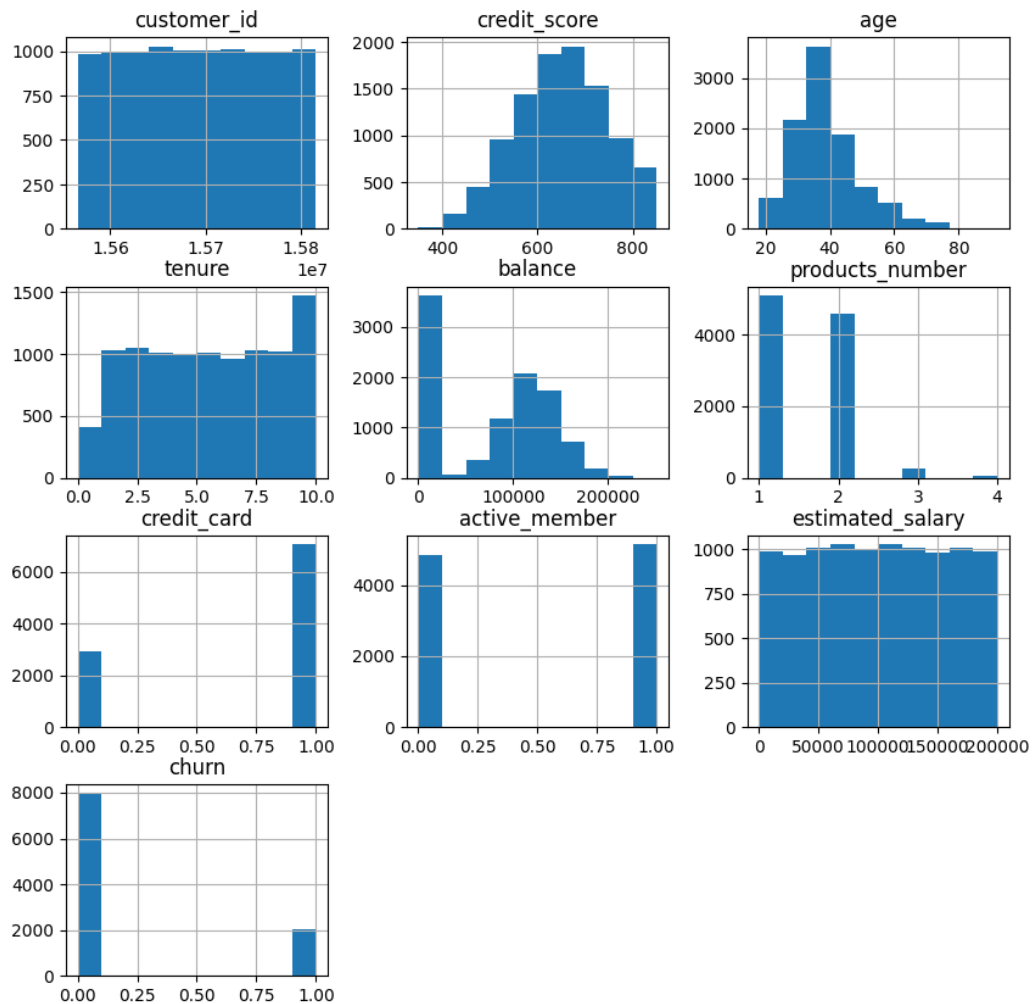 customer_id
1000
750
500
250
0
1.56 1.57 1.58
1e7
credit_score
2000
1500
1000
500
0
400 600 800
age
3000
2000
1000
0
20 40 60 80
tenure
1500
1000
500
0
0.0 2.5 5.0 7.5 10.0
balance
3000
2000
1000
0
0 100000 200000
products_number
4000
2000
0
1 2 3 4
credit_card
6000
4000
2000
0
0.00 0.25 0.50 0.75 1.00
active_member
4000
2000
0
0.00 0.25 0.50 0.75 1.00
estimated_salary
1000
750
500
250
0
0 50000 100000 150000 200000
churn
8000
6000
4000
2000
0
0.00 0.25 0.50 0.75 1.00